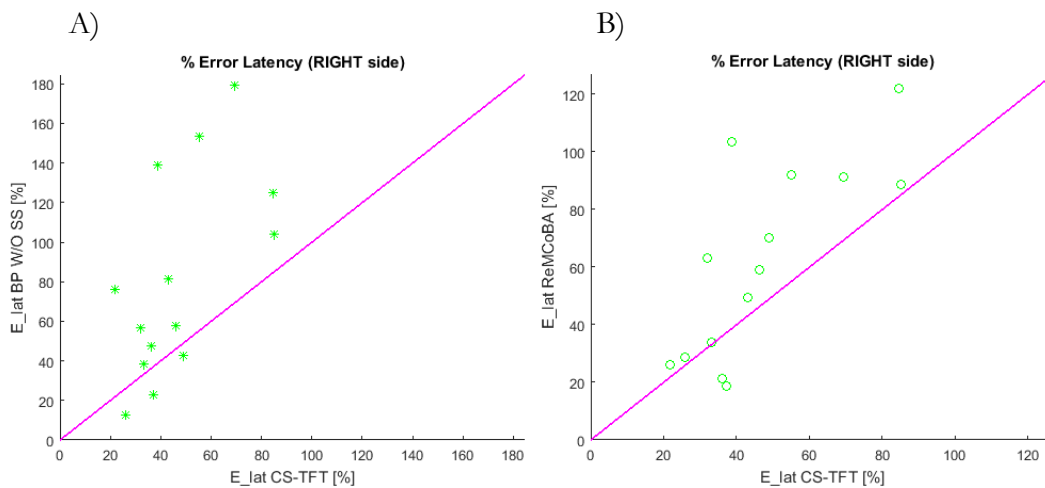 A)
% Error Latency (RIGHT side)
E_lat BP W/O SS [%]
180
160
140
120
100
80
60
40
20
0
0 20 40 60 80 100 120 140 160 180
E_lat CS-TFT [%]
B)
% Error Latency (RIGHT side)
E_lat ReMCoBA [%]
120
100
80
60
40
20
0
0 20 40 60 80 100 120
E_lat CS-TFT [%]